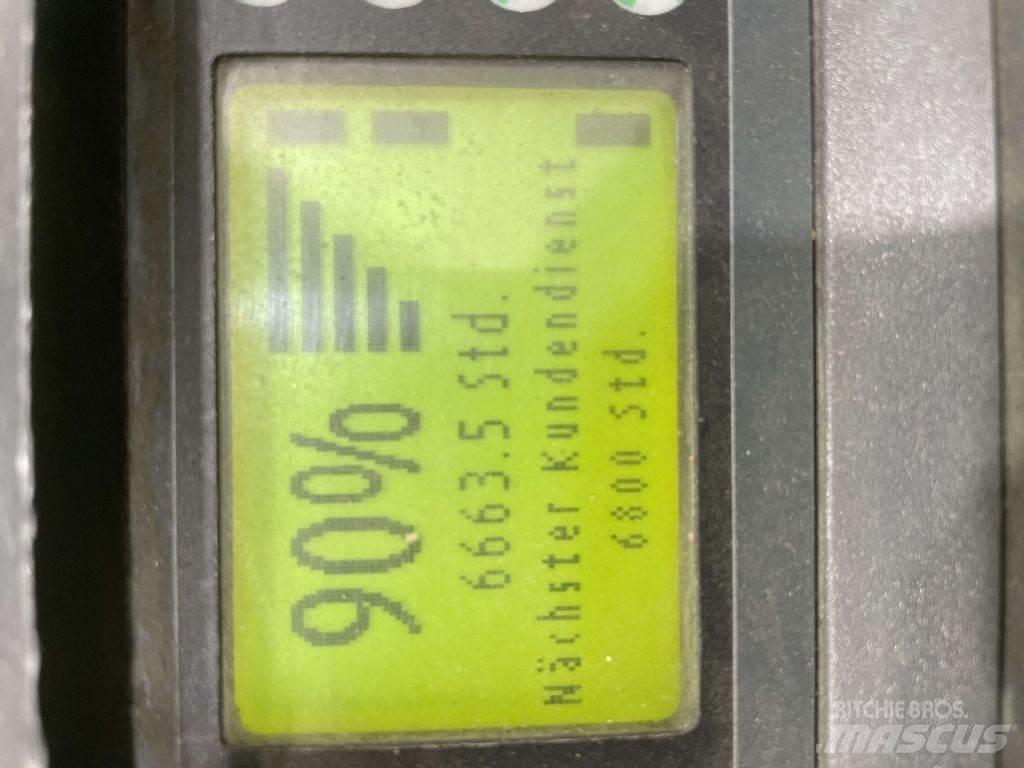 90%
6663.5 Std.
Nächster Kundendienst
6800 Std.
RITCHIE BROS.
MASCUS